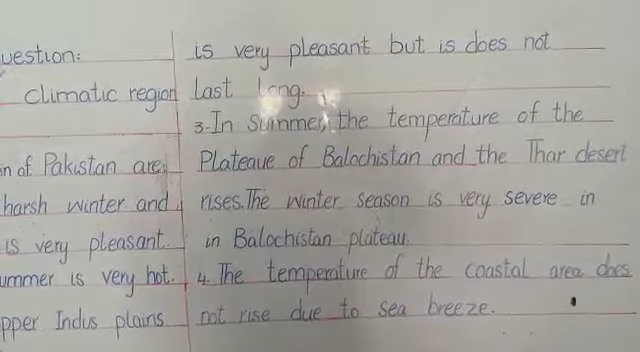 uestion:
climatic region
n of Pakistan are:
harsh winter and
is very pleasant.
ummer is very hot.
pper Indus plains
is very pleasant but is does not
last long.
3. In Summer, the temperature of the
Plateaue of Balochistan and the Thar desert
rises. The winter season is very severe in
in Balochistan plateau.
4. The temperature of the coastal area does
not rise due to sea breeze.